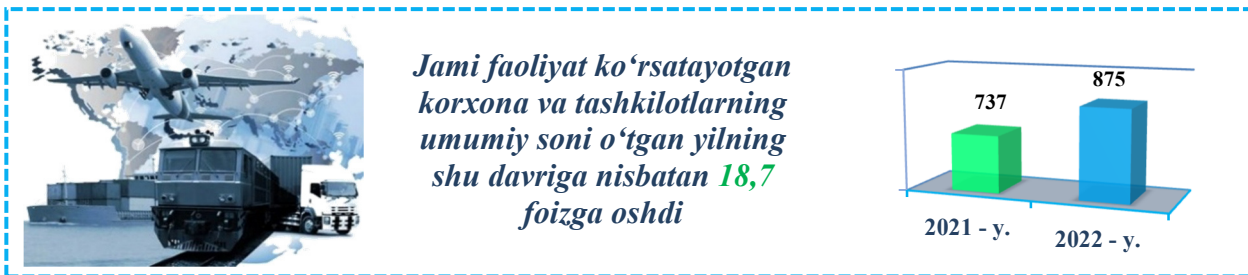 Jami faoliyat ko‘rsatayotgan
korxona va tashkilotlarning
umumiy soni o‘tgan yilning
shu davriga nisbatan 18,7
foizga oshdi
737
875
2021 - y.
2022 - y.